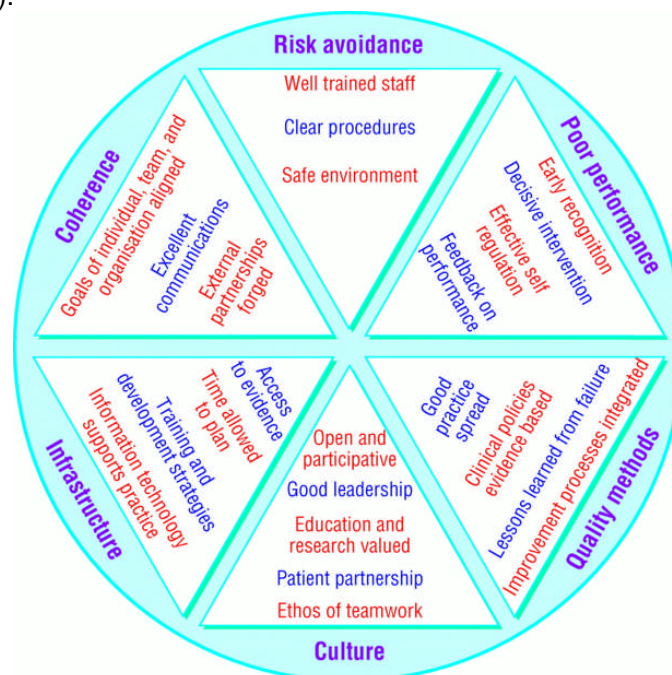 ).
Risk avoidance
Well trained staff
Clear procedures
Safe environment
Poor performance
Early recognition
Decisive intervention
Effective self
regulation
Feedback on
performance
Quality methods
Good
practice
spread
Clinical policies
evidence based
Lessons learned from failure
Improvement processes integrated
Culture
Open and
participative
Good leadership
Education and
research valued
Patient partnership
Ethos of teamwork
Infrastructure
Access
to evidence
Time allowed
to plan
Training and
development strategies
Information technology
supports practice
Coherence
Goals of individual, team, and
organisation aligned
Excellent
communications
External
partnerships
forged